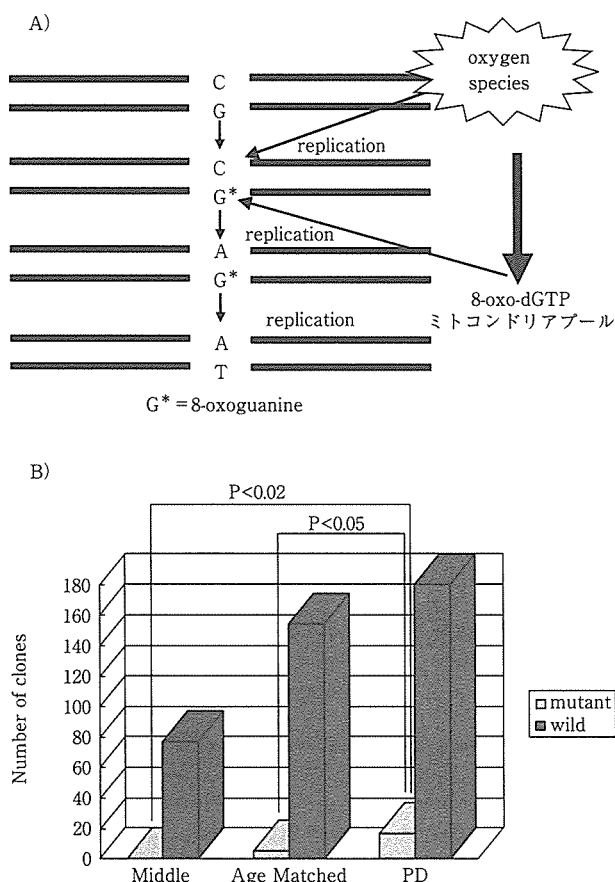 A)
oxygen
species
C
G
replication
C
G*
replication
A
G*
8-oxo-dGTP
ミトコンドリアプール
replication
A
T
G* = 8-oxoguanine
B)
P<0.02
P<0.05
Number of clones
180
160
140
120
100
80
60
40
20
0
mutant
wild
Middle
Age Matched
PD